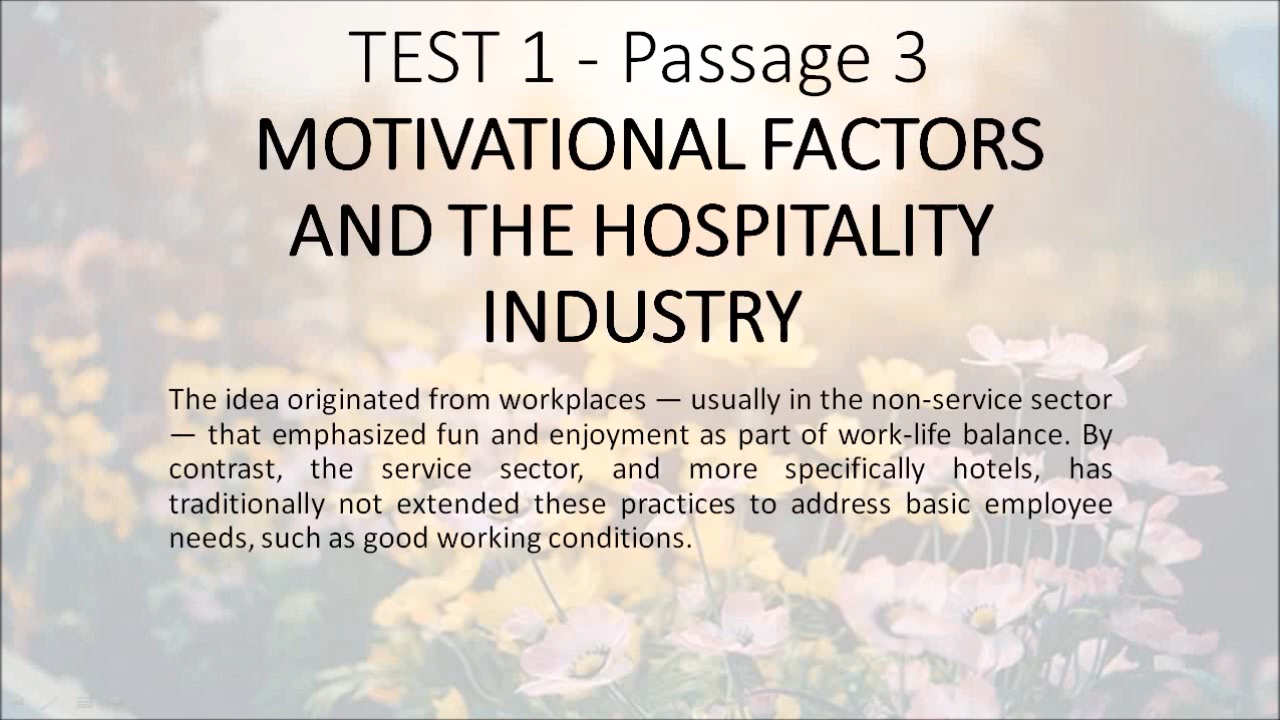 TEST 1 - Passage 3
MOTIVATIONAL FACTORS
AND THE HOSPITALITY
INDUSTRY
The idea originated from workplaces — usually in the non-service sector
— that emphasized fun and enjoyment as part of work-life balance. By
contrast, the service sector, and more specifically hotels, has
traditionally not extended these practices to address basic employee
needs, such as good working conditions.